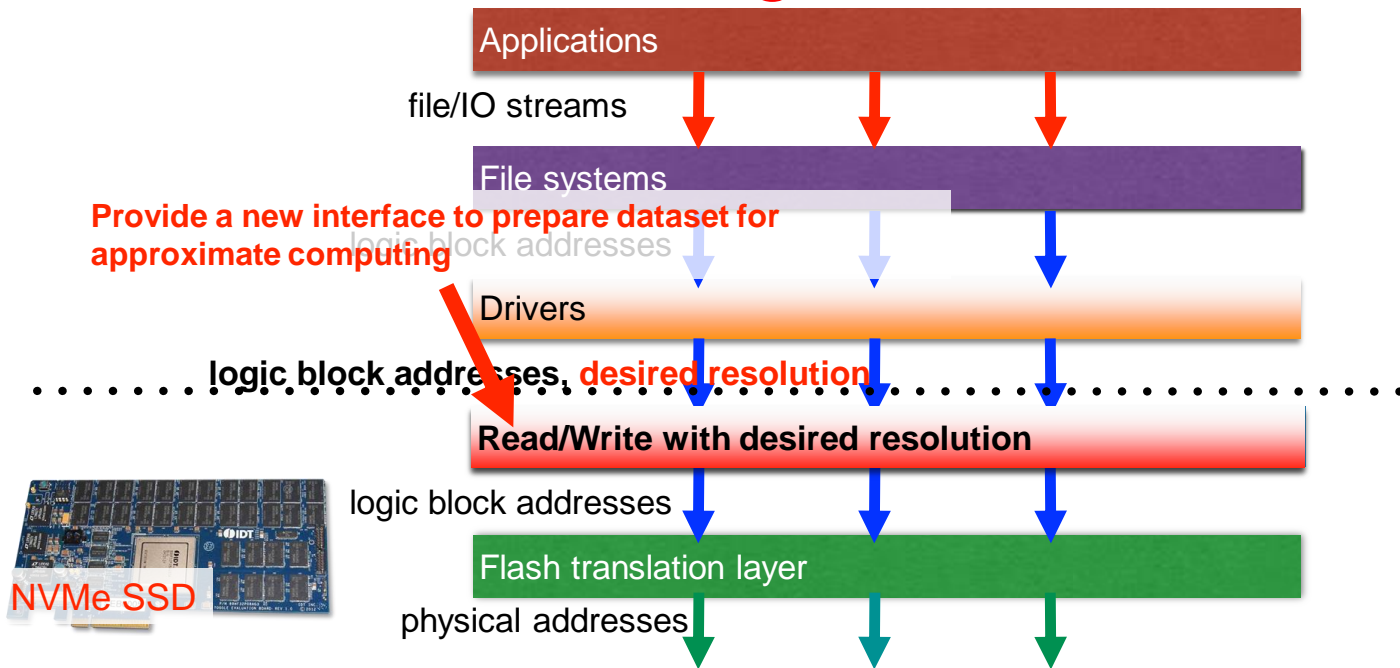 Applications
file/IO streams
File systems
Provide a new interface to prepare dataset for
approximate computing
logic block addresses
Drivers
logic block addresses, desired resolution
Read/Write with desired resolution
logic block addresses
IDT
NVMe SSD
Flash translation layer
physical addresses